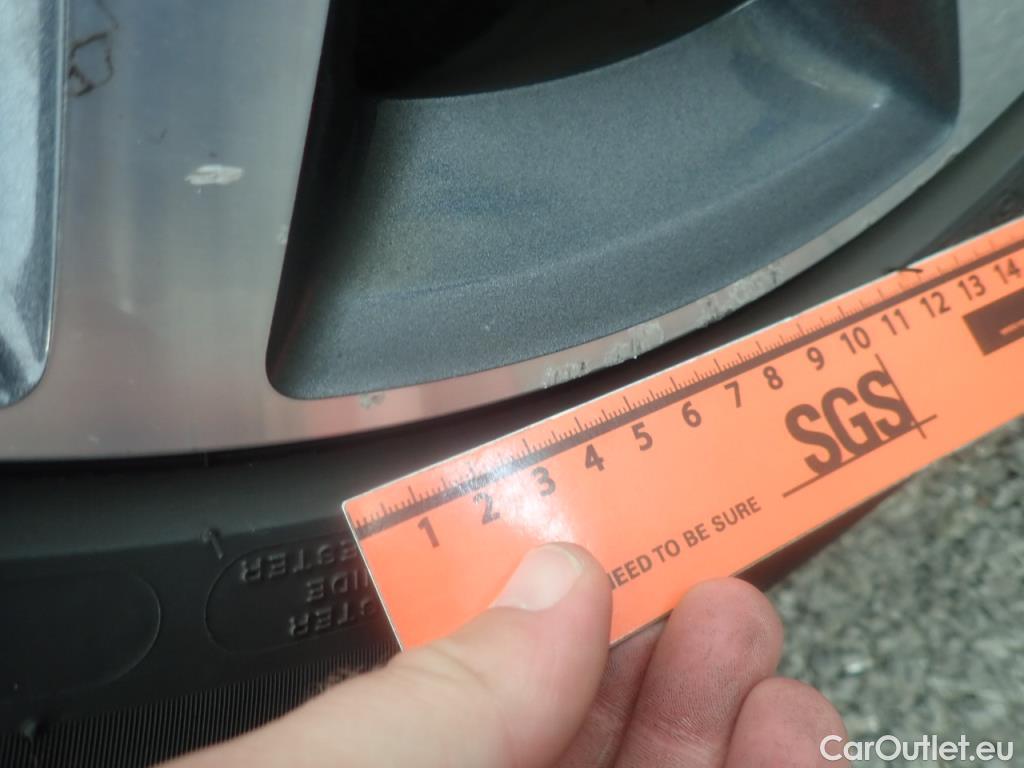 1 2 3 4 5 6 7 8 9 10 11 12 13 14
SGS
NEED TO BE SURE
CarOutlet.eu